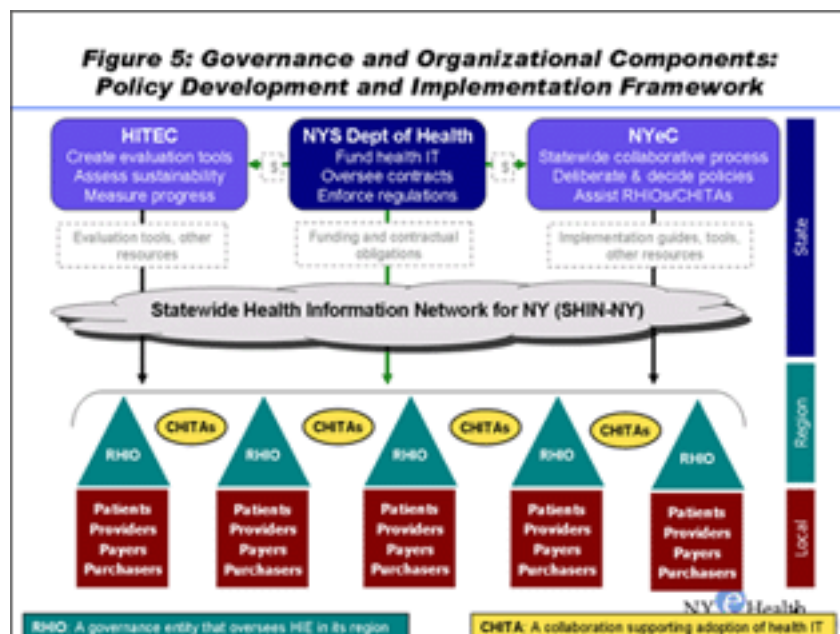 Figure 5: Governance and Organizational Components:
Policy Development and Implementation Framework
HITEC
Create evaluation tools
Assess sustainability
Measure progress
$
NYS Dept of Health
Fund health IT
Oversee contracts
Enforce regulations
$
NYeC
Statewide collaborative process
Deliberate & decide policies
Assist RHIOs/CHITAs
Evaluation tools, other
resources
Funding and contractual
obligations
Implementation guides, tools,
other resources
State
Statewide Health Information Network for NY (SHIN-NY)
RHIO
CHITAs
RHIO
CHITAs
RHIO
CHITAs
RHIO
CHITAs
RHIO
Region
Patients
Providers
Payers
Purchasers
Patients
Providers
Payers
Purchasers
Patients
Providers
Payers
Purchasers
Patients
Providers
Payers
Purchasers
Patients
Providers
Payers
Purchasers
Local
NY eHealth
RHIO: A governance entity that oversees HIE in its region
CHITA: A collaboration supporting adoption of health IT